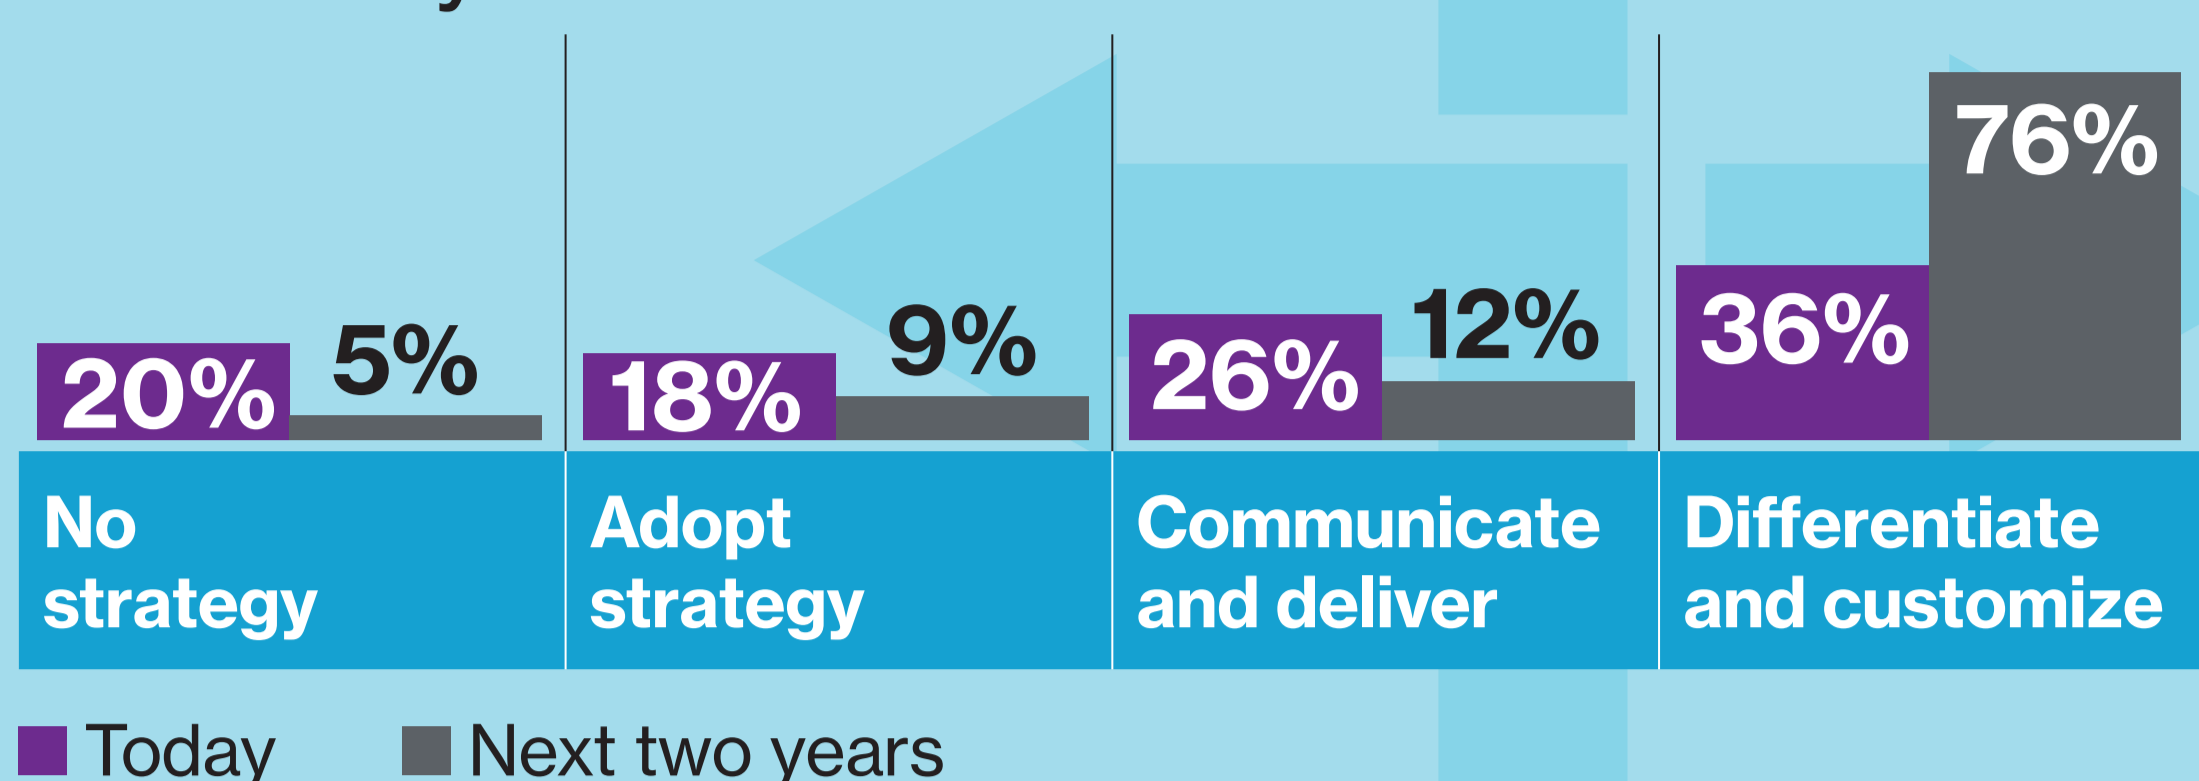 76%
20% 5% 18% 9% 26% 12% 36%
No
strategy
Adopt
strategy
Communicate
and deliver
Differentiate
and customize
Today
Next two years